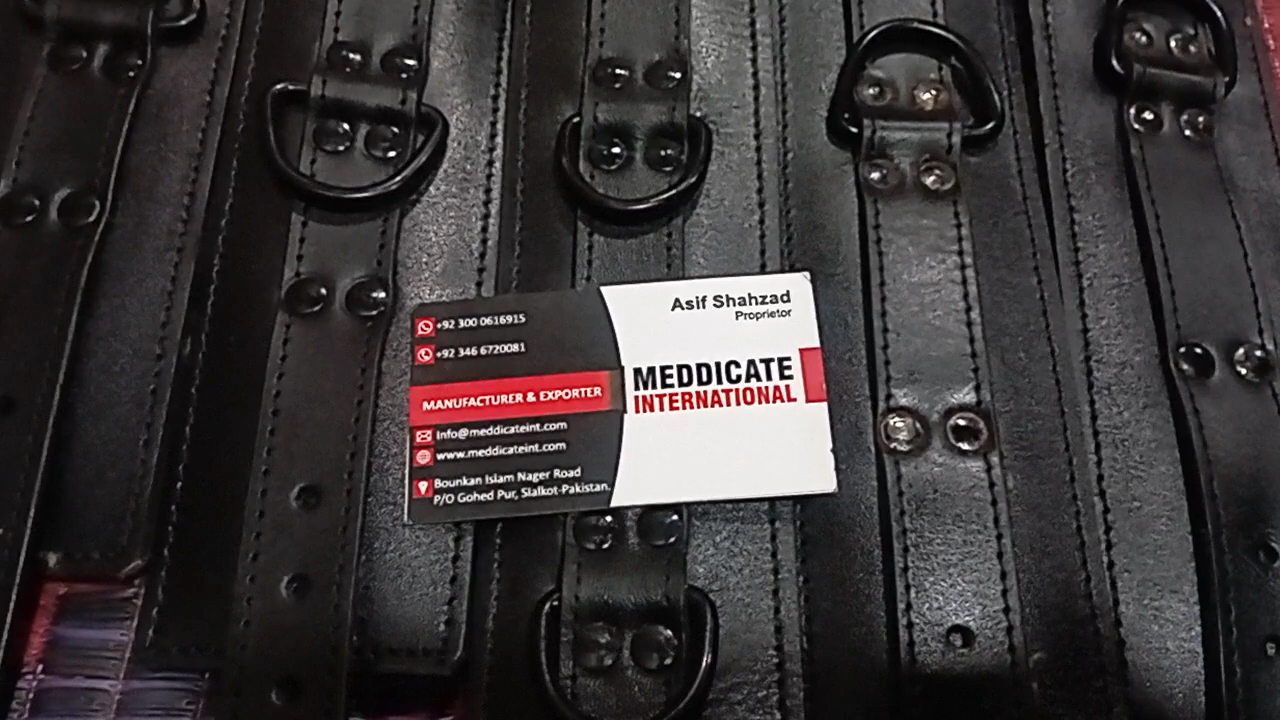 +92 300 0616915
+92 346 6720081
MANUFACTURER & EXPORTER
Info@meddicateint.com
www.meddicateint.com
Bounkan Islam Nager Road
P/O Gohed Pur, Sialkot-Pakistan.
Asif Shahzad
Proprietor
MEDDICATE
INTERNATIONAL